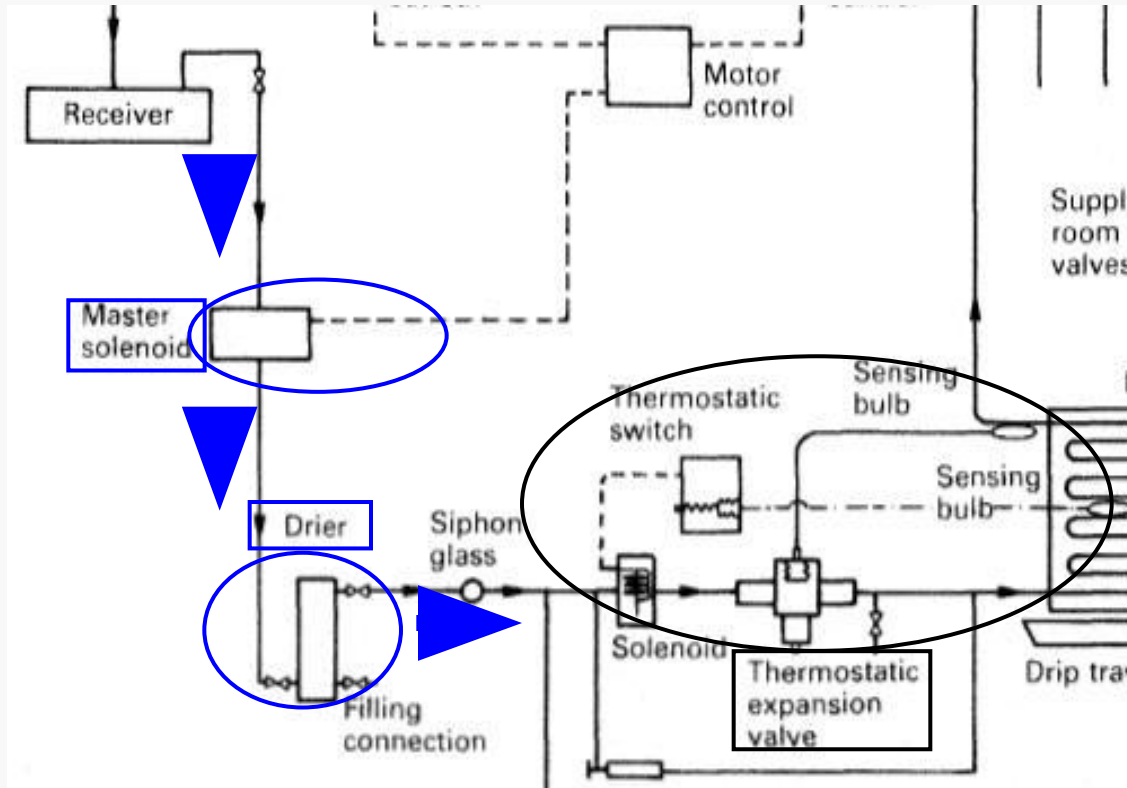 Motor
control
Receiver
Suppl
room
valves
Master
solenoid
Sensing
bulb
Thermostatic
switch
Sensing
bulb
Drier
Siphon
glass
Solenoid
Thermostatic
expansion
valve
Drip tra
Filling
connection